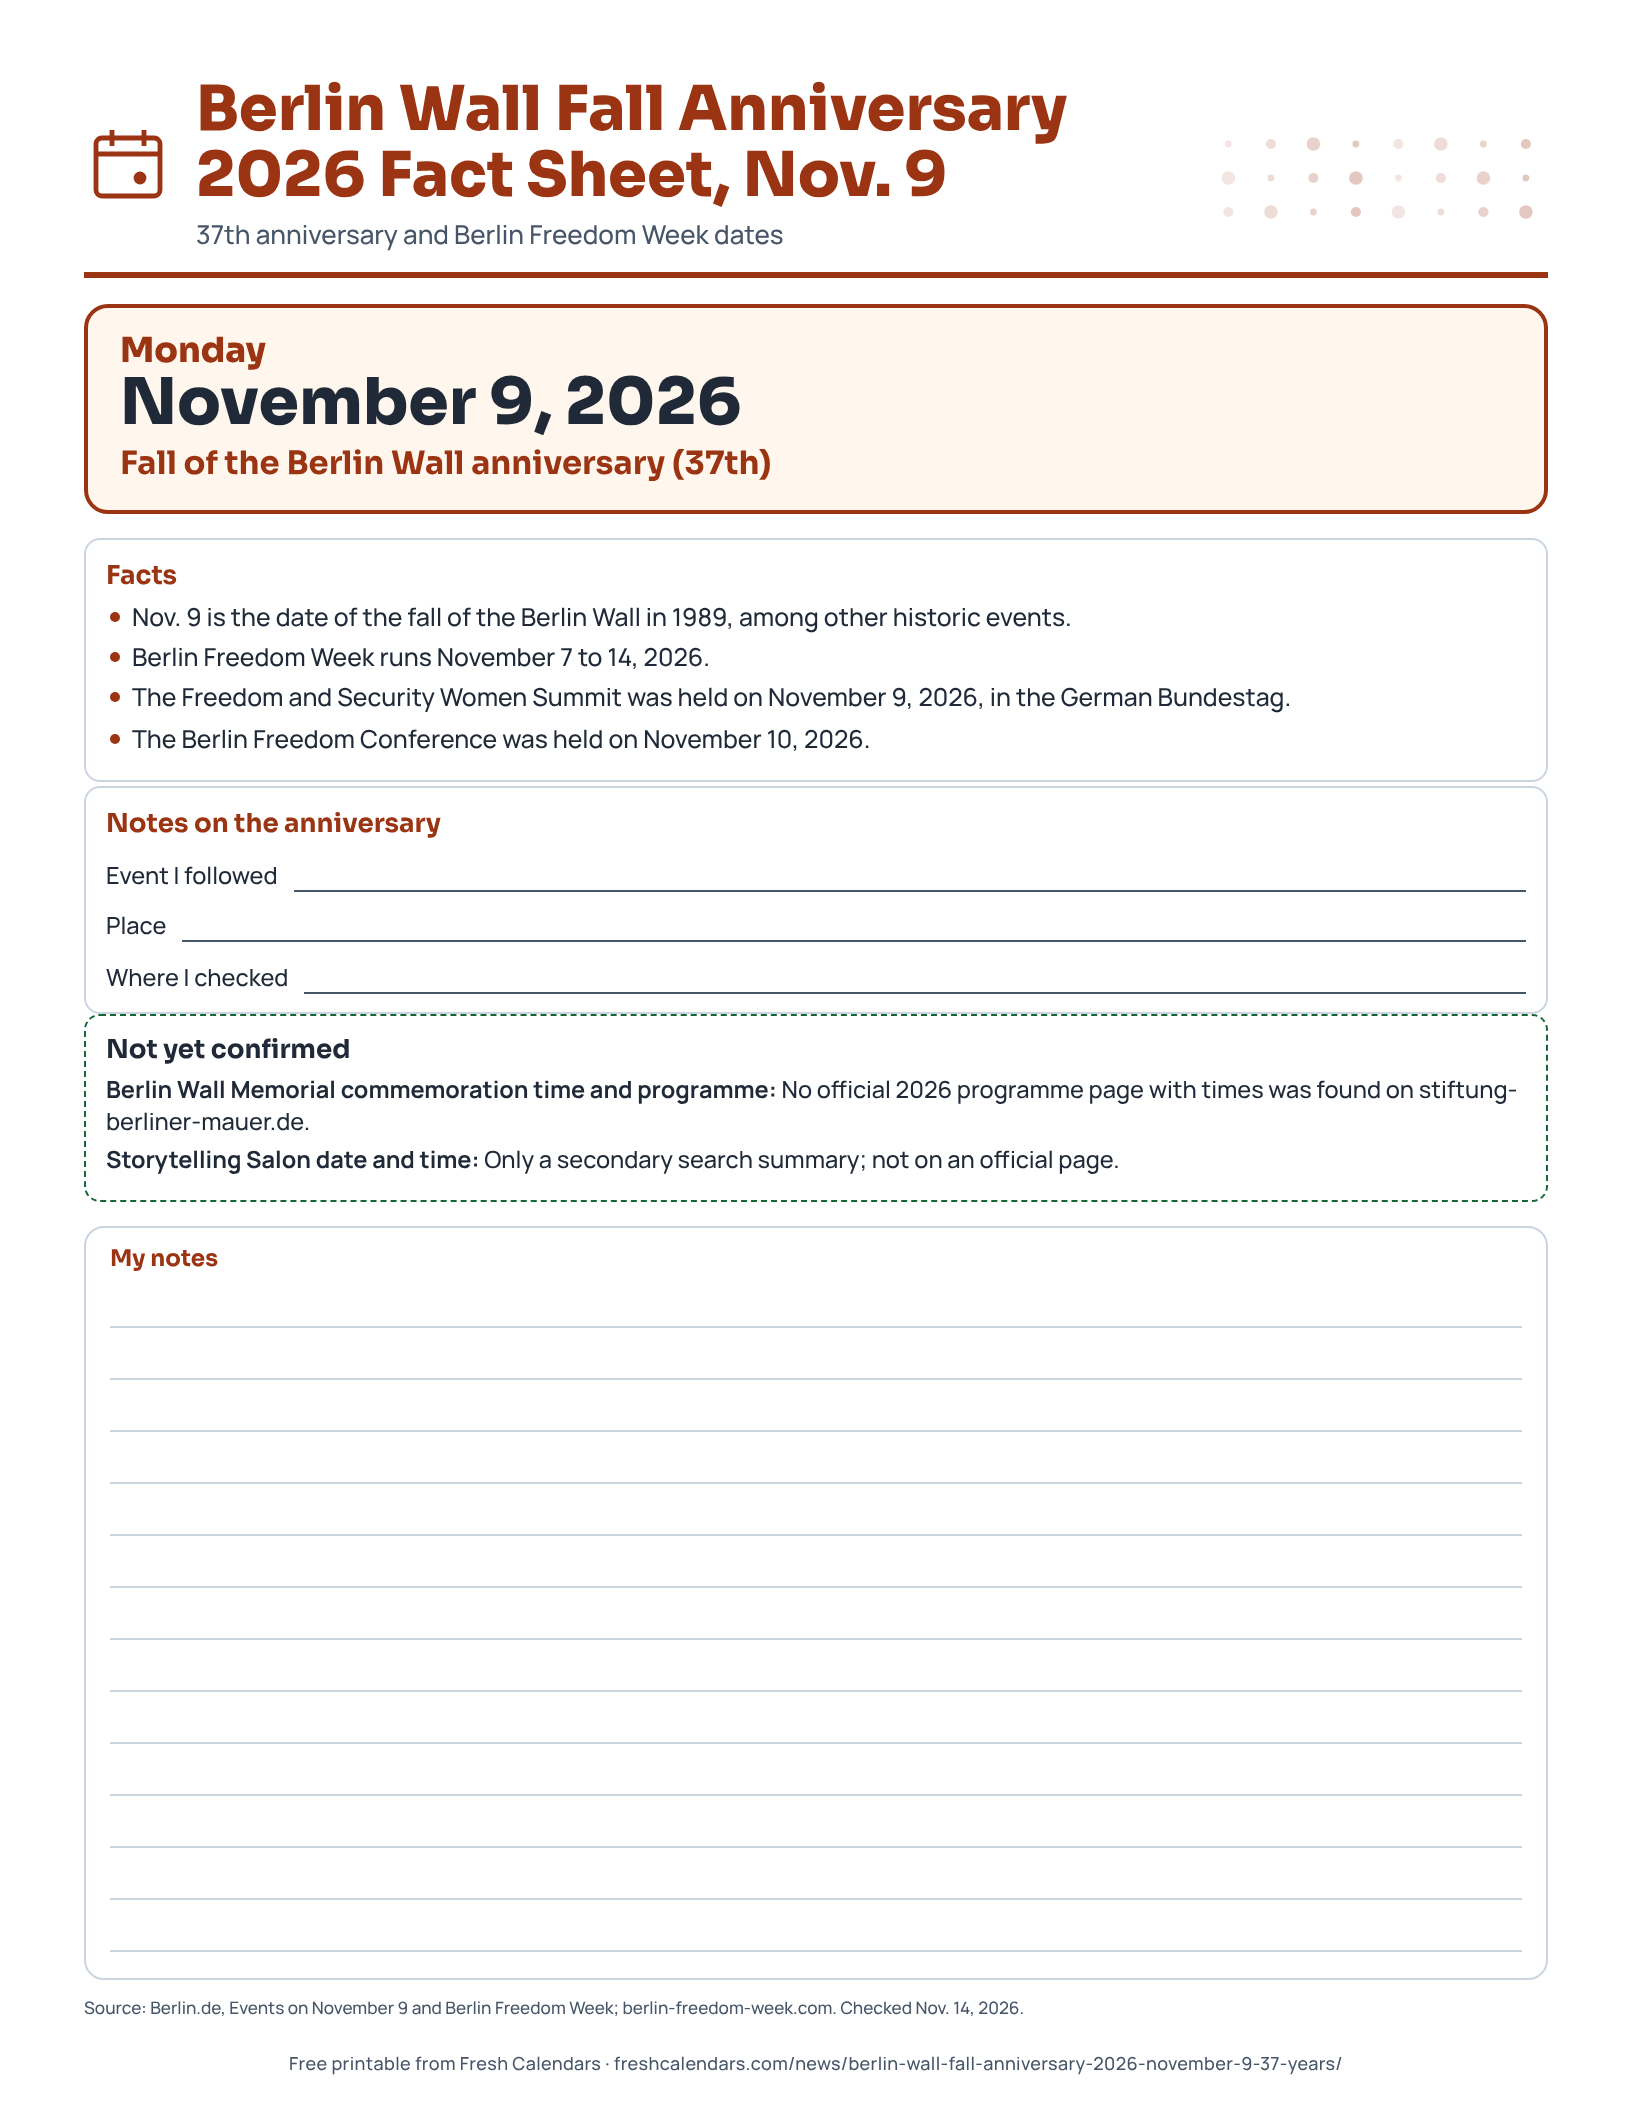 Berlin Wall Fall Anniversary
2026 Fact Sheet, Nov. 9
37th anniversary and Berlin Freedom Week dates
Monday
November 9, 2026
Fall of the Berlin Wall anniversary (37th)
Facts
Nov. 9 is the date of the fall of the Berlin Wall in 1989, among other historic events.
Berlin Freedom Week runs November 7 to 14, 2026.
The Freedom and Security Women Summit was held on November 9, 2026, in the German Bundestag.
The Berlin Freedom Conference was held on November 10, 2026.
Notes on the anniversary
Event I followed
Place
Where I checked
Not yet confirmed
Berlin Wall Memorial commemoration time and programme: No official 2026 programme page with times was found on stiftung-
berliner-mauer.de.
Storytelling Salon date and time: Only a secondary search summary; not on an official page.
My notes
Source: Berlin.de, Events on November 9 and Berlin Freedom Week; berlin-freedom-week.com. Checked Nov. 14, 2026.
Free printable from Fresh Calendars · freshcalendars.com/news/berlin-wall-fall-anniversary-2026-november-9-37-years/